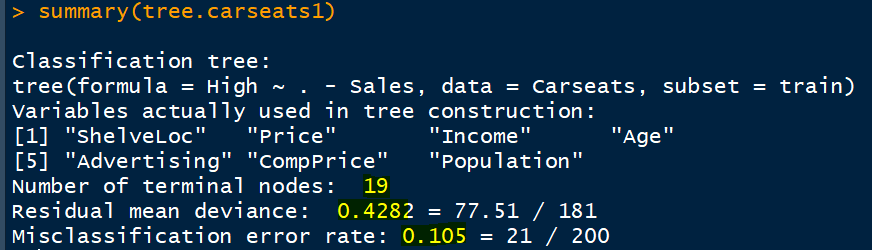 > summary(tree.carseats1)
Classification tree:
tree(formula = High ~ . - Sales, data = Carseats, subset = train)
Variables actually used in tree construction:
[1] "ShelveLoc"   "Price"       "Income"      "Age"
[5] "Advertising" "CompPrice"   "Population"
Number of terminal nodes:  19
Residual mean deviance:  0.4282 = 77.51 / 181
Misclassification error rate: 0.105 = 21 / 200